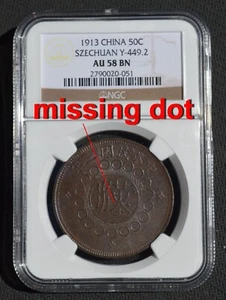 1913 CHINA 50C
SZECHUAN Y-449.2
AU 58 BN
2790020-051
missing dot
NGC